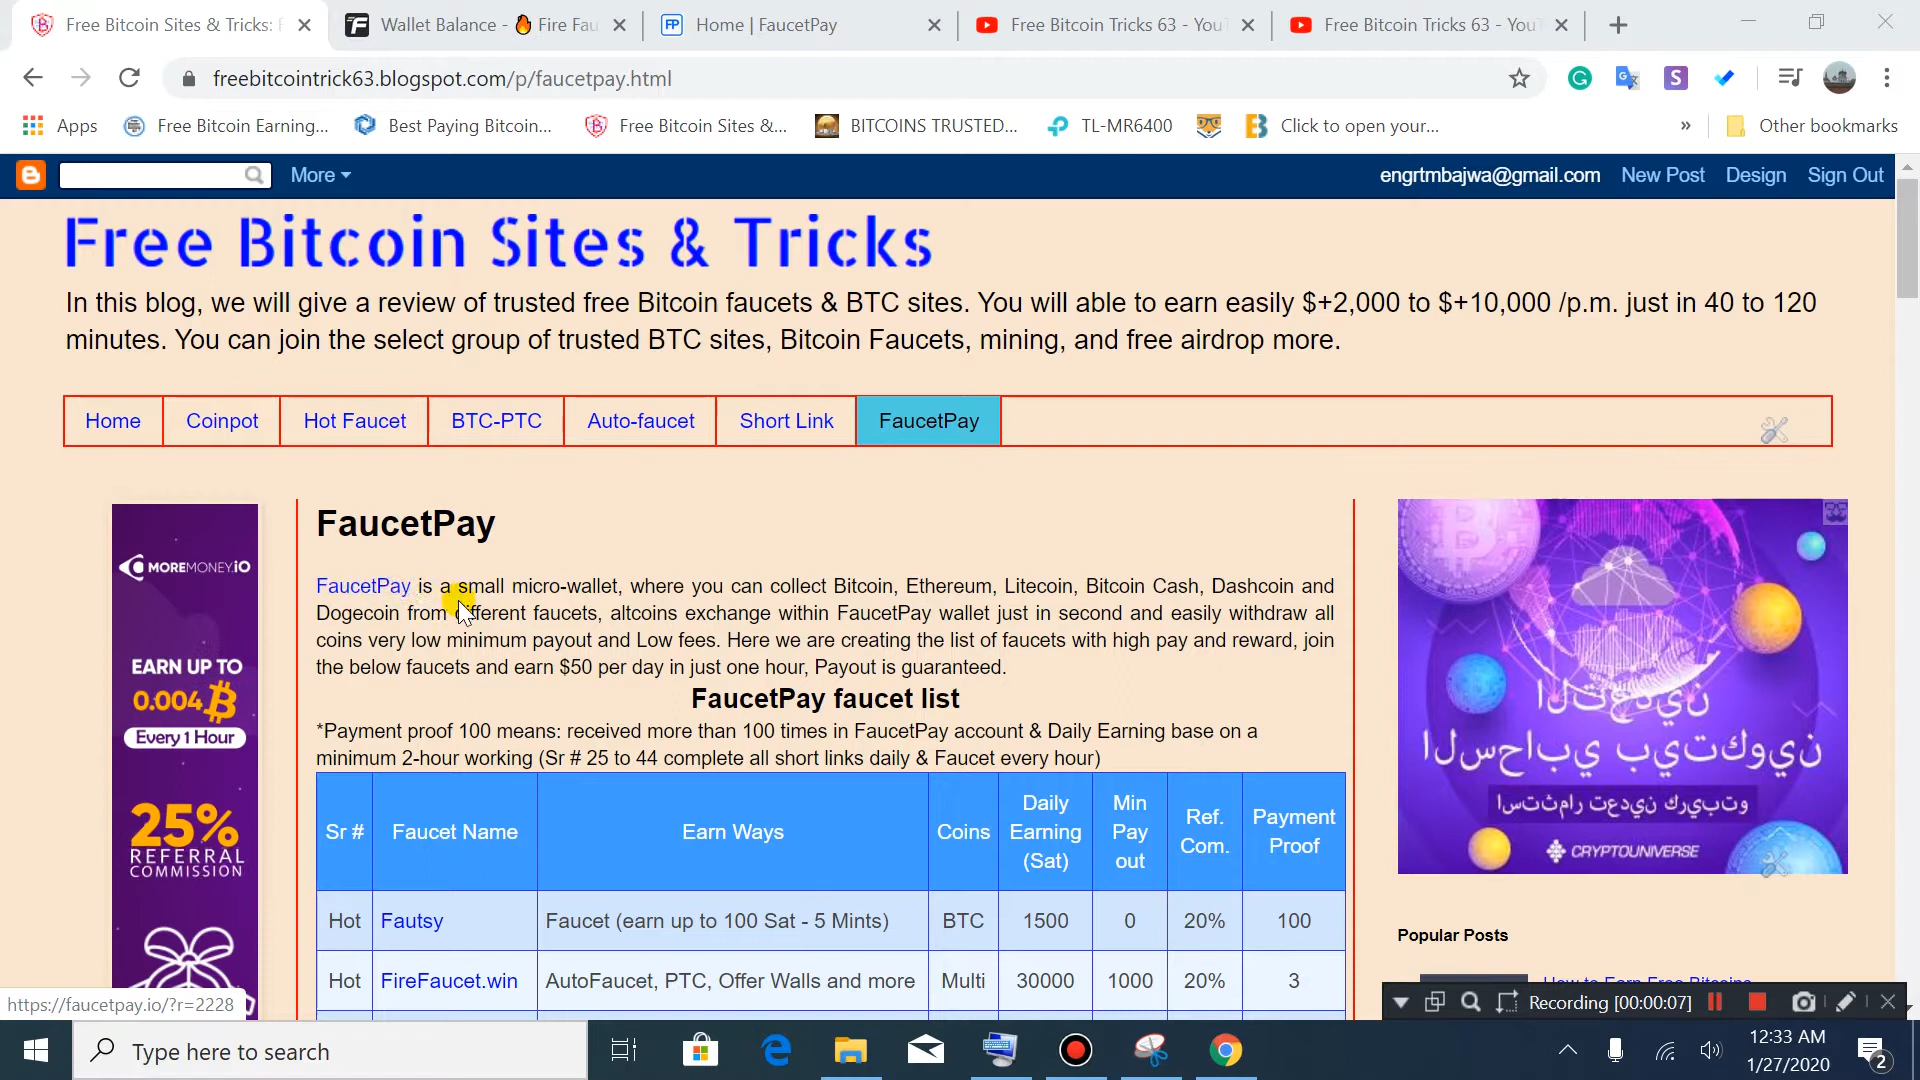 Free Bitcoin Sites & Tricks: F
Wallet Balance - 🔥 Fire Fau
Home | FaucetPay
Free Bitcoin Tricks 63 - YouT
Free Bitcoin Tricks 63 - YouT
freebitcointrick63.blogspot.com/p/faucetpay.html
Apps
Free Bitcoin Earning...
Best Paying Bitcoin...
Free Bitcoin Sites &...
BITCOINS TRUSTED...
TL-MR6400
Click to open your...
»
Other bookmarks
More
engrtmbajwa@gmail.com
New Post
Design
Sign Out
Free Bitcoin Sites & Tricks
In this blog, we will give a review of trusted free Bitcoin faucets & BTC sites. You will able to earn easily $+2,000 to $+10,000 /p.m. just in 40 to 120
minutes. You can join the select group of trusted BTC sites, Bitcoin Faucets, mining, and free airdrop more.
Home
Coinpot
Hot Faucet
BTC-PTC
Auto-faucet
Short Link
FaucetPay
MOREMONEY.IO
EARN UP TO
0.004
Every 1 Hour
25%
REFERRAL
COMMISSION
FaucetPay
FaucetPay is a small micro-wallet, where you can collect Bitcoin, Ethereum, Litecoin, Bitcoin Cash, Dashcoin and
Dogecoin from different faucets, altcoins exchange within FaucetPay wallet just in second and easily withdraw all
coins very low minimum payout and Low fees. Here we are creating the list of faucets with high pay and reward, join
the below faucets and earn $50 per day in just one hour, Payout is guaranteed.
FaucetPay faucet list
*Payment proof 100 means: received more than 100 times in FaucetPay account & Daily Earning base on a
minimum 2-hour working (Sr # 25 to 44 complete all short links daily & Faucet every hour)
Sr # Faucet Name Earn Ways Coins Daily Earning (Sat) Min Pay out Ref. Com. Payment Proof
Hot Fautsy Faucet (earn up to 100 Sat - 5 Mints) BTC 1500 0 20% 100
Hot FireFaucet.win AutoFaucet, PTC, Offer Walls and more Multi 30000 1000 20% 3
CRYPTOUNIVERSE
Popular Posts
How to Earn Free Bitcoins
https://faucetpay.io/?r=2228
Recording [00:00:07]
Type here to search
12:33 AM
1/27/2020
2